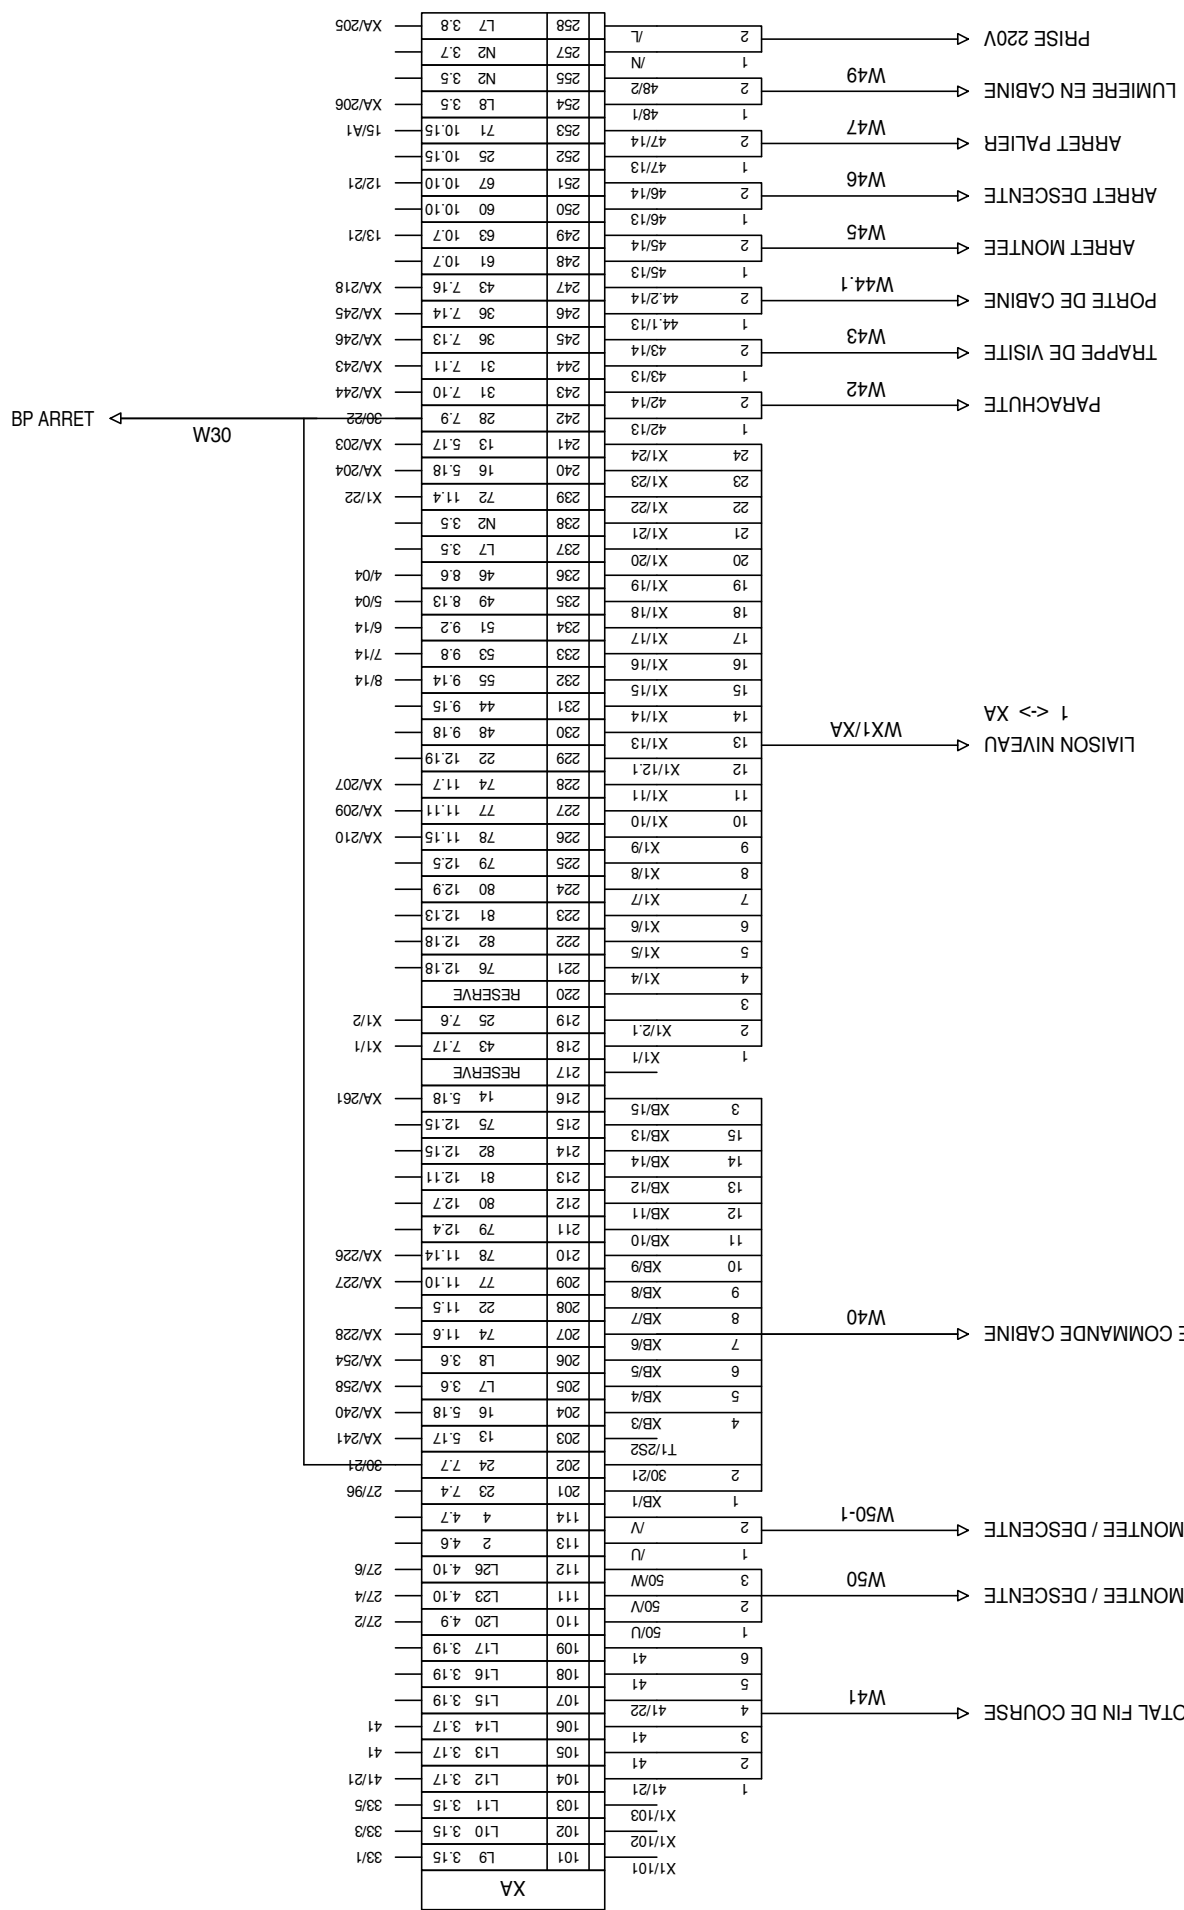 XA
X1/101 101 L9 3.15 33/1
X1/102 102 L10 3.15 33/3
X1/103 103 L11 3.15 33/5
1 41/21 104 L12 3.17 41/21
2 41 105 L13 3.17 41
3 41 106 L14 3.17 41
OTAL FIN DE COURSE W41 4 41/22 107 L15 3.19
5 41 108 L16 3.19
6 41 109 L17 3.19
1 50/U 110 L20 4.9 27/2
MONTEE / DESCENTE W50 2 50/V 111 L23 4.10 27/4
3 50/W 112 L26 4.10 27/6
1 /U 113 2 4.6
MONTEE / DESCENTE W50-1 2 /V 114 4 4.7
1 XB/1 201 23 7.4 27/96
2 30/21 202 24 7.7 30/21
T1/2S2 203 13 5.17 XA/241
4 XB/3 204 16 5.18 XA/240
5 XB/4 205 L7 3.6 XA/258
6 XB/5 206 L8 3.6 XA/254
E COMMANDE CABINE W40 7 XB/6 207 74 11.6 XA/228
8 XB/7 208 22 11.5
9 XB/8 209 77 11.10 XA/227
10 XB/9 210 78 11.14 XA/226
11 XB/10 211 79 12.4
12 XB/11 212 80 12.7
13 XB/12 213 81 12.11
14 XB/14 214 82 12.15
15 XB/13 215 75 12.15
3 XB/15 216 14 5.18 XA/261
217 RESERVE
1 X1/1 218 43 7.17 X1/1
2 X1/2.1 219 25 7.6 X1/2
3 220 RESERVE
4 X1/4 221 76 12.18
5 X1/5 222 82 12.18
6 X1/6 223 81 12.13
7 X1/7 224 80 12.9
8 X1/8 225 79 12.5
9 X1/9 226 78 11.15 XA/210
10 X1/10 227 77 11.11 XA/209
11 X1/11 228 74 11.7 XA/207
12 X1/12.1 229 22 12.19
LIAISON NIVEAU WX1/XA 13 X1/13 230 48 9.18
1 <-> XA 14 X1/14 231 44 9.15
15 X1/15 232 55 9.14 8/14
16 X1/16 233 53 9.8 7/14
17 X1/17 234 51 9.2 6/14
18 X1/18 235 49 8.13 5/04
19 X1/19 236 46 8.6 4/04
20 X1/20 237 L7 3.5
21 X1/21 238 N2 3.5
22 X1/22 239 72 11.4 X1/22
23 X1/23 240 16 5.18 XA/204
24 X1/24 241 13 5.17 XA/203
1 42/13 242 28 7.9 30/22 W30 BP ARRET
PARACHUTE W42 2 42/14 243 31 7.10 XA/244
1 43/13 244 31 7.11 XA/243
TRAPPE DE VISITE W43 2 43/14 245 36 7.13 XA/246
1 44.1/13 246 36 7.14 XA/245
PORTE DE CABINE W44.1 2 44.2/14 247 43 7.16 XA/218
1 45/13 248 61 10.7
ARRET MONTEE W45 2 45/14 249 63 10.7 13/21
1 46/13 250 60 10.10
ARRET DESCENTE W46 2 46/14 251 67 10.10 12/21
1 47/13 252 25 10.15
ARRET PALIER W47 2 47/14 253 71 10.15 15/A1
1 48/1 254 L8 3.5 XA/206
LUMIERE EN CABINE W49 2 48/2 255 N2 3.5
1 /N 257 N2 3.7
PRISE 220V 2 /L 258 L7 3.8 XA/205